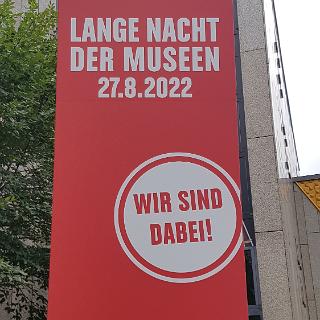 LANGE NACHT
DER MUSEEN
27.8.2022
WIR SIND
DABEI!